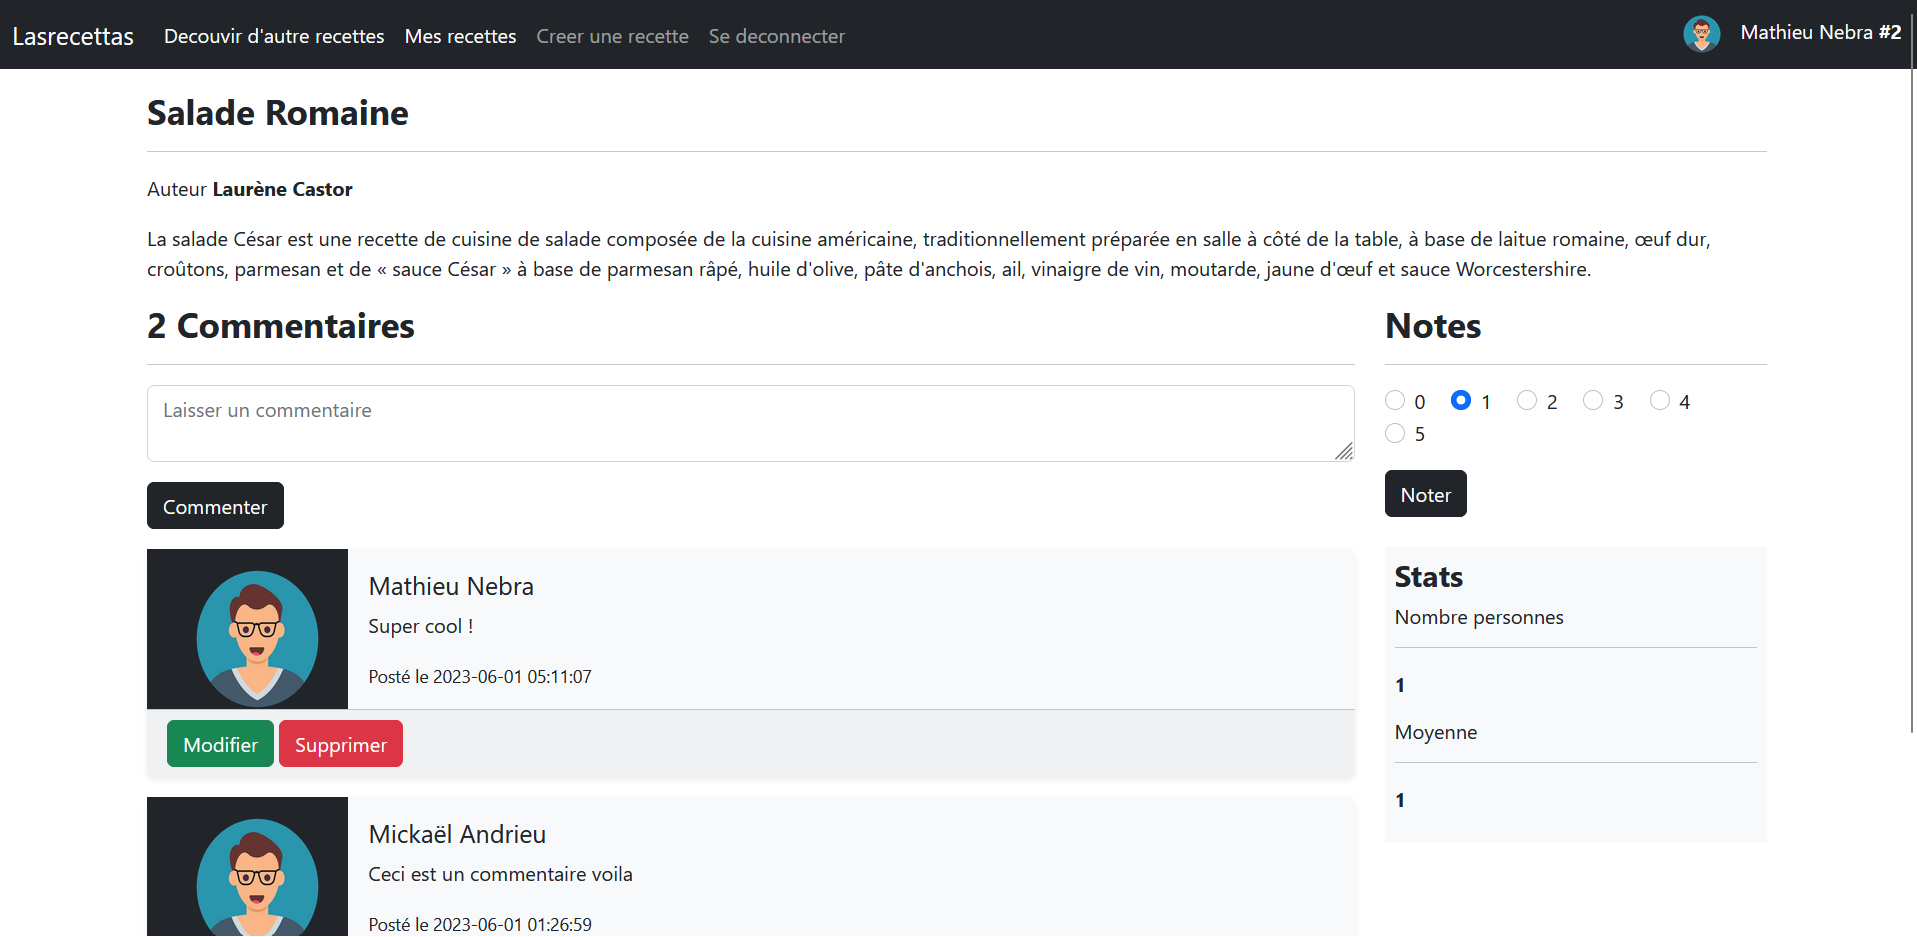 Lasrecettas Decouvir d'autre recettes Mes recettes Creer une recette Se deconnecter Mathieu Nebra #2
Salade Romaine
Auteur Laurène Castor
La salade César est une recette de cuisine de salade composée de la cuisine américaine, traditionnellement préparée en salle à côté de la table, à base de laitue romaine, œuf dur,
croûtons, parmesan et de « sauce César » à base de parmesan râpé, huile d'olive, pâte d'anchois, ail, vinaigre de vin, moutarde, jaune d'œuf et sauce Worcestershire.
2 Commentaires
Laisser un commentaire
Commenter
Mathieu Nebra
Super cool !
Posté le 2023-06-01 05:11:07
Modifier Supprimer
Mickaël Andrieu
Ceci est un commentaire voila
Posté le 2023-06-01 01:26:59
Notes
0 1 2 3 4
5
Noter
Stats
Nombre personnes
1
Moyenne
1